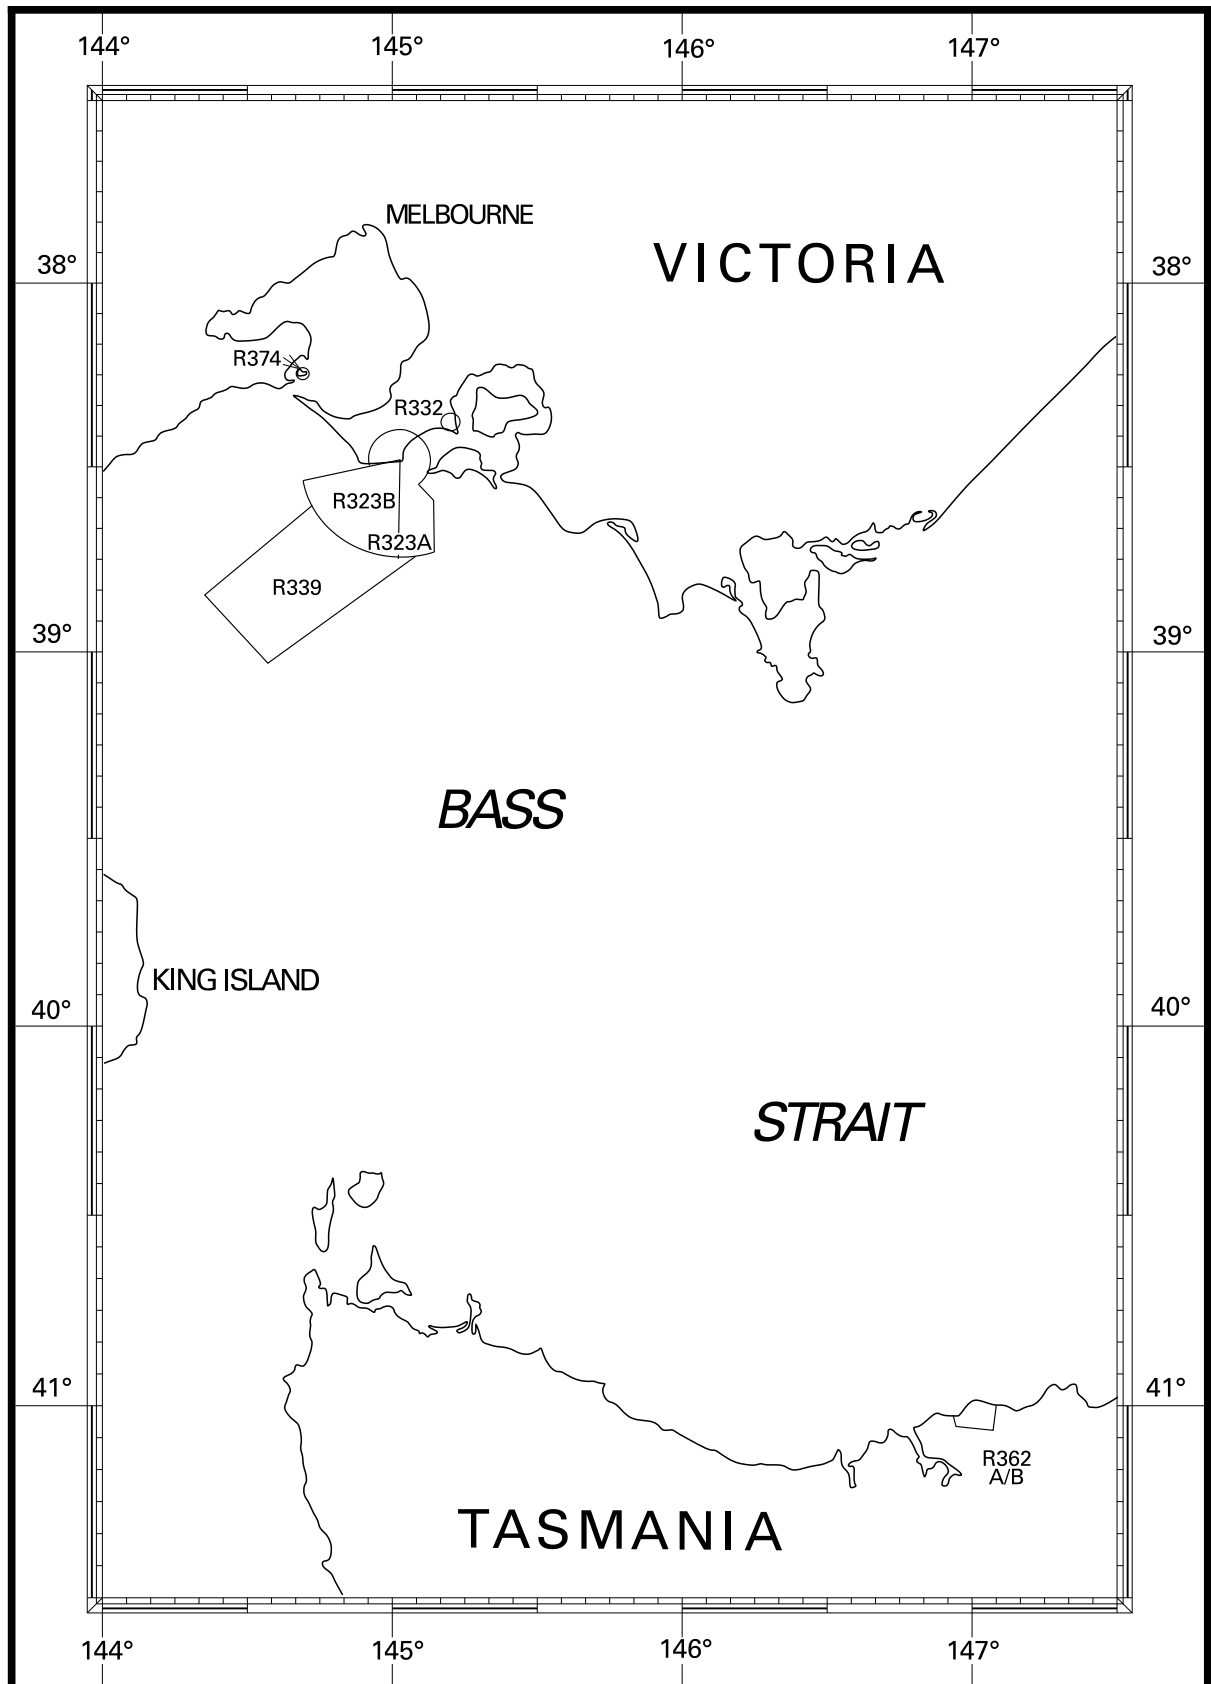 144° 145° 146° 147°
MELBOURNE
VICTORIA
38° 38°
R374
R332
R323B
R323A
R339
39° 39°
BASS
KING ISLAND
40° 40°
STRAIT
41° 41°
R362
A/B
TASMANIA
144° 145° 146° 147°